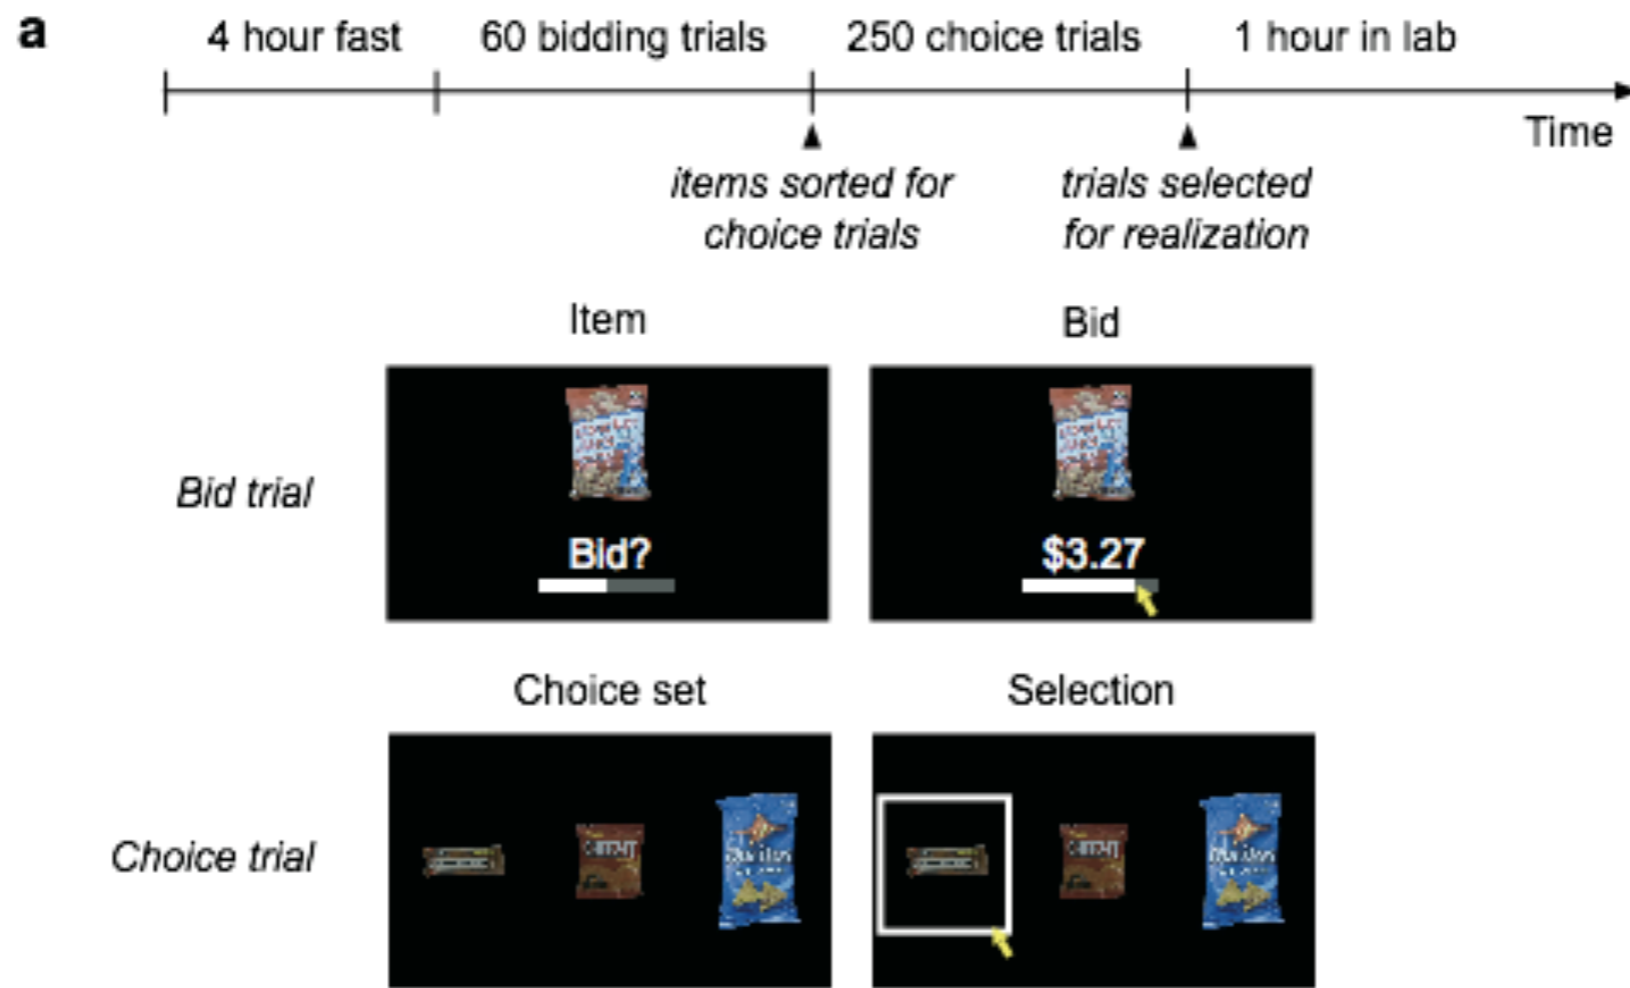 a
4 hour fast 60 bidding trials 250 choice trials 1 hour in lab
Time
items sorted for
choice trials
trials selected
for realization
Item
Bid
Bid trial
Bid?
$3.27
Choice set
Selection
Choice trial